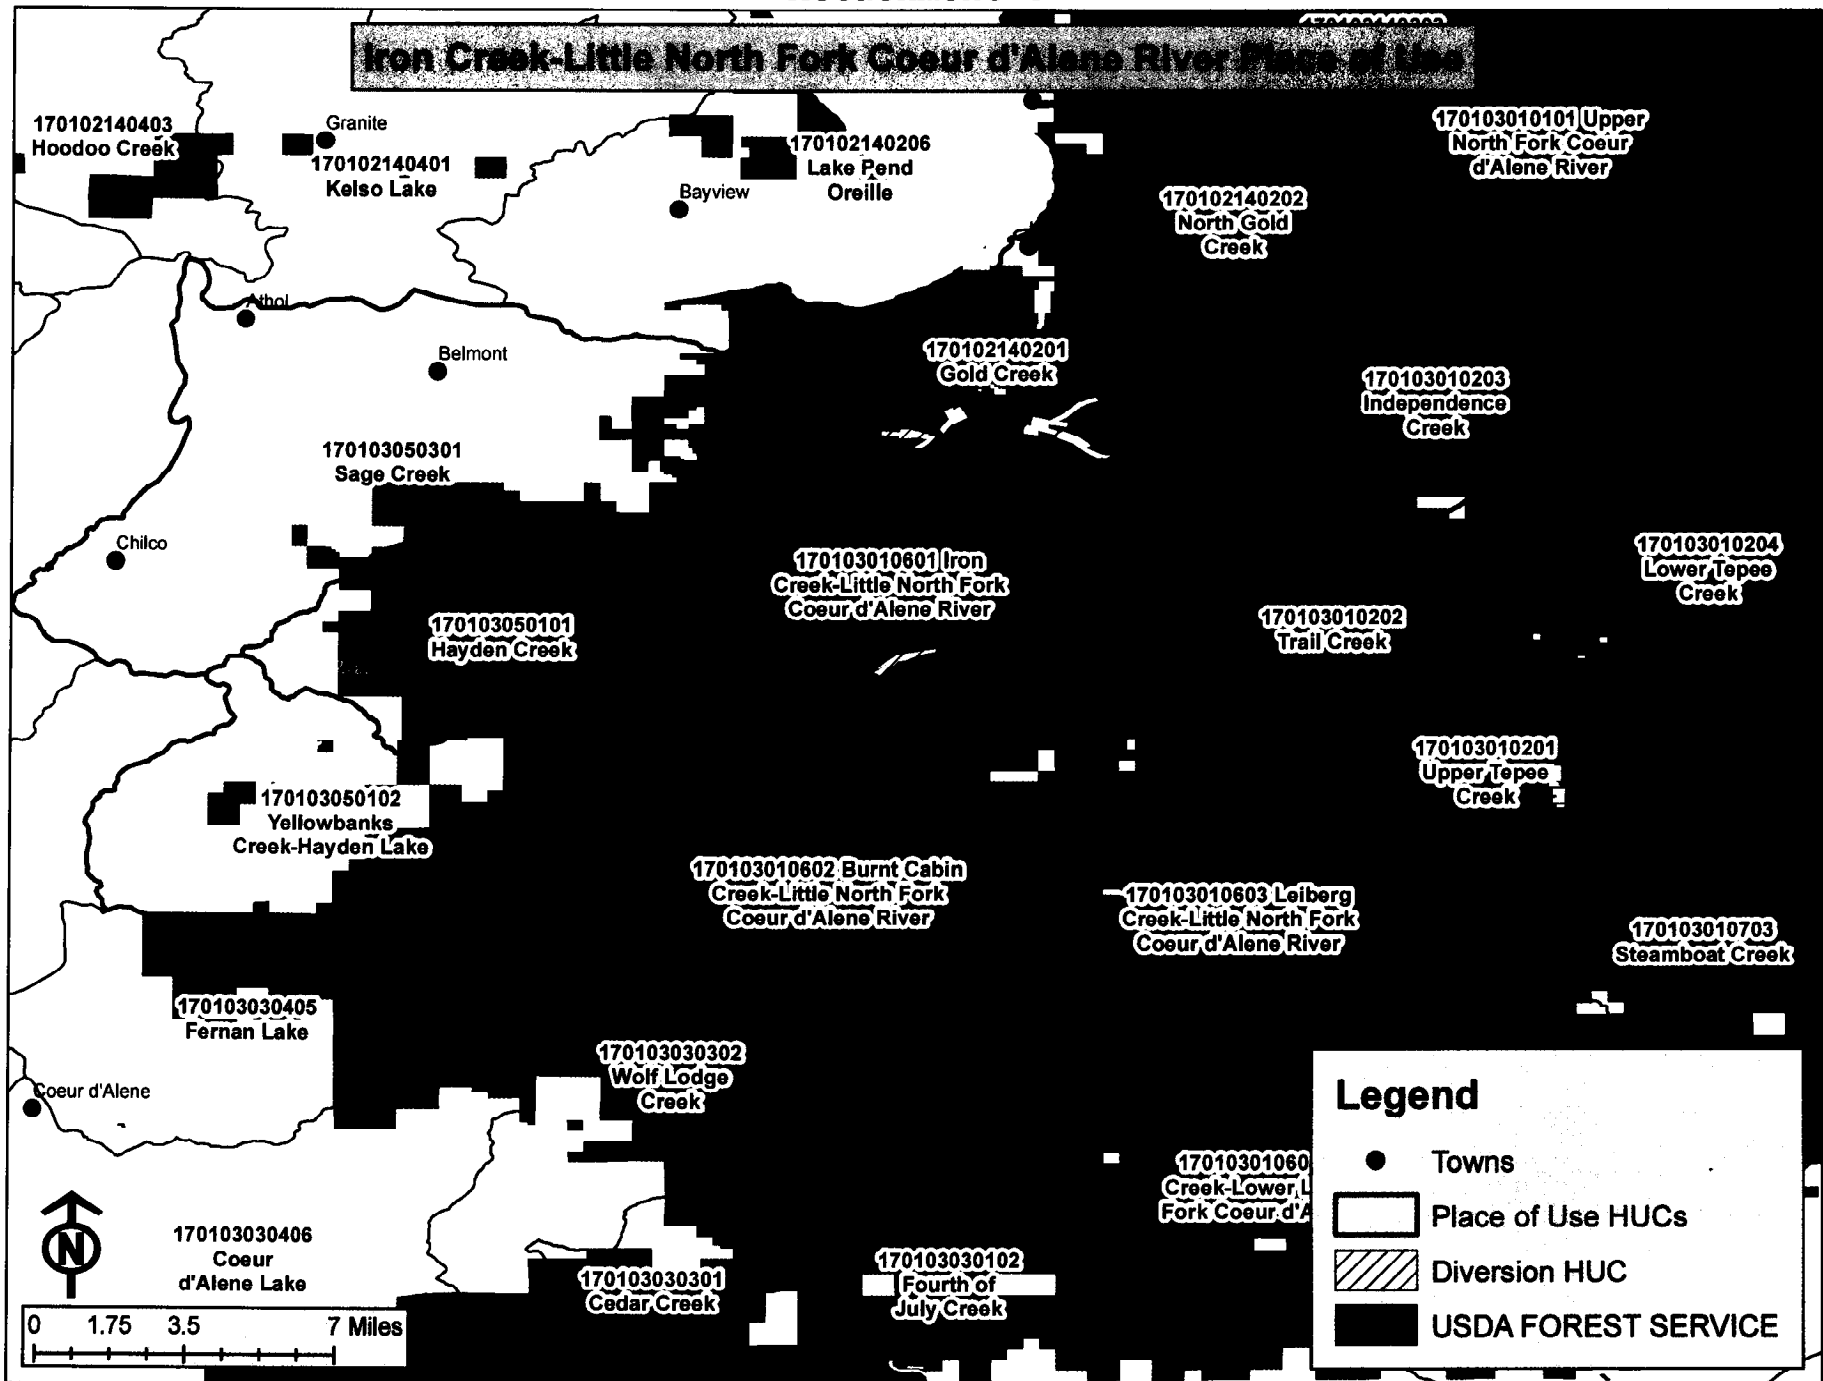 Iron Creek-Little North Fork Coeur d'Alene River Place of Use
170102140403
Hoodoo Creek
Granite
170102140401
Kelso Lake
170102140206
Lake Pend
Oreille
Bayview
170103010101 Upper
North Fork Coeur
d'Alene River
170102140202
North Gold
Creek
Athol
Belmont
170102140201
Gold Creek
170103010203
Independence
Creek
170103050301
Sage Creek
Chilco
170103010601 Iron
Creek-Little North Fork
Coeur d'Alene River
170103010204
Lower Tepee
Creek
170103050101
Hayden Creek
170103010202
Trail Creek
170103010201
Upper Tepee
Creek
170103050102
Yellowbanks
Creek-Hayden Lake
170103010602 Burnt Cabin
Creek-Little North Fork
Coeur d'Alene River
170103010603 Leiberg
Creek-Little North Fork
Coeur d'Alene River
170103010703
Steamboat Creek
170103030405
Fernan Lake
170103030302
Wolf Lodge
Creek
Coeur d'Alene
17010301060
Creek-Lower L
Fork Coeur d'A
170103030406
Coeur
d'Alene Lake
170103030301
Cedar Creek
170103030102
Fourth of
July Creek
N
0 1.75 3.5 7 Miles
Legend
Towns
Place of Use HUCs
Diversion HUC
USDA FOREST SERVICE